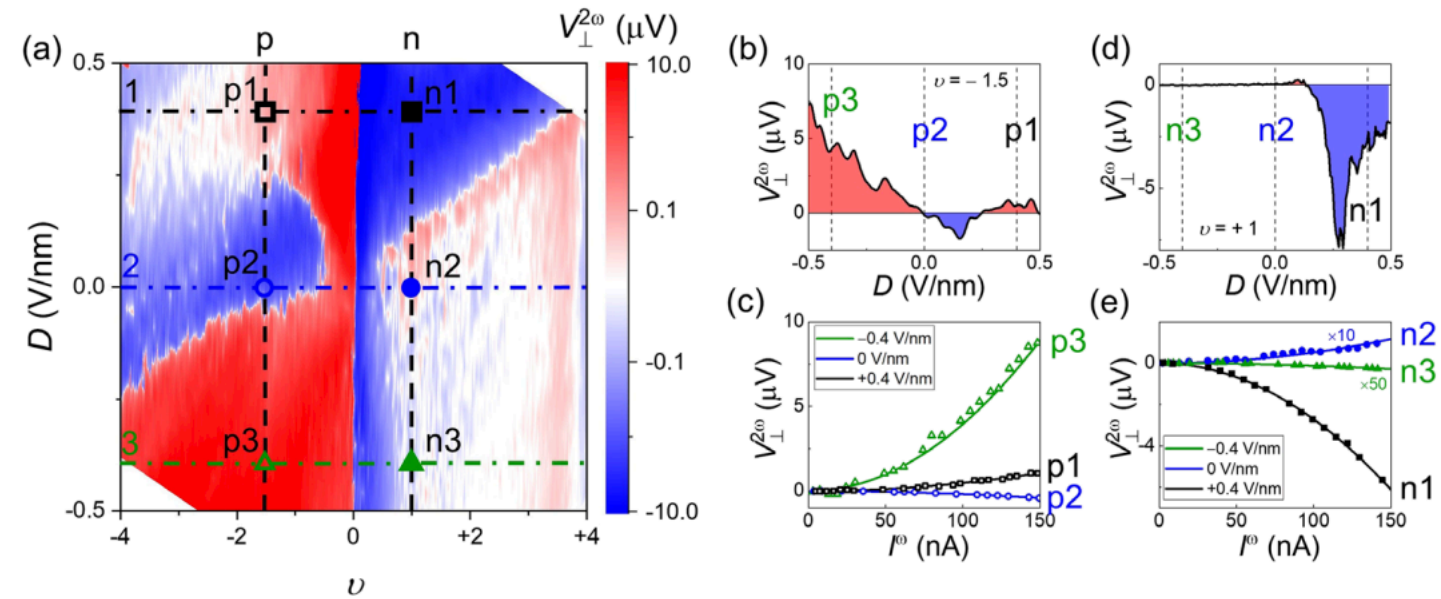 (a)
p
n
V⊥²ω (μV)
0.5
0.0
-0.5
D (V/nm)
1
2
3
p1
n1
p2
n2
p3
n3
-4
-2
0
+2
+4
υ
10.0
0.1
-0.1
-10.0
(b)
10
5
0
V⊥²ω (μV)
p3
p2
p1
υ = – 1.5
-0.5
0.0
0.5
D (V/nm)
(d)
0
-5
V⊥²ω (μV)
n3
n2
n1
υ = + 1
-0.5
0.0
0.5
D (V/nm)
(c)
10
5
0
V⊥²ω (μV)
−0.4 V/nm
0 V/nm
+0.4 V/nm
p3
p1
p2
0
50
100
150
Iω (nA)
(e)
0
-4
V⊥²ω (μV)
×10
×50
n2
n3
n1
−0.4 V/nm
0 V/nm
+0.4 V/nm
0
50
100
150
Iω (nA)